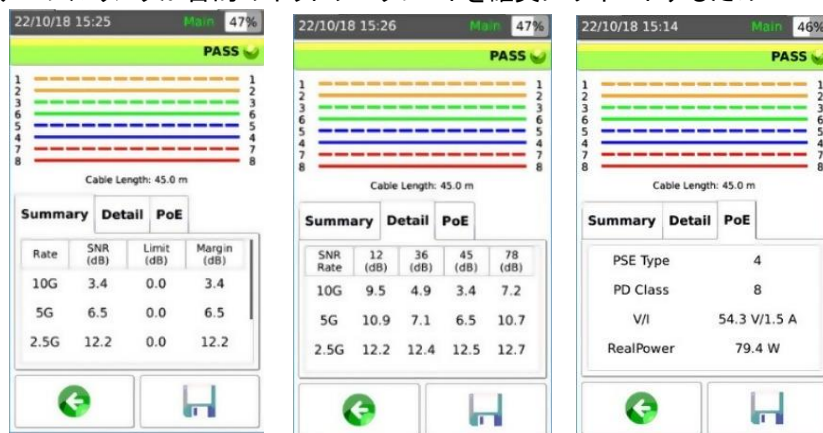 22/10/18 15:25 Main 47%
PASS
1 1
2 2
3 3
6 6
5 5
4 4
7 7
8 8
Cable Length: 45.0 m
Summary Detail PoE
Rate SNR (dB) Limit (dB) Margin (dB)
10G 3.4 0.0 3.4
5G 6.5 0.0 6.5
2.5G 12.2 0.0 12.2
22/10/18 15:26 Main 47%
PASS
1 1
2 2
3 3
6 6
5 5
4 4
7 7
8 8
Cable Length: 45.0 m
Summary Detail PoE
SNR Rate 12 (dB) 36 (dB) 45 (dB) 78 (dB)
10G 9.5 4.9 3.4 7.2
5G 10.9 7.1 6.5 10.7
2.5G 12.2 12.4 12.5 12.7
22/10/18 15:14 Main 46%
PASS
1 1
2 2
3 3
6 6
5 5
4 4
7 7
8 8
Cable Length: 45.0 m
Summary Detail PoE
PSE Type 4
PD Class 8
V/I 54.3 V/1.5 A
RealPower 79.4 W